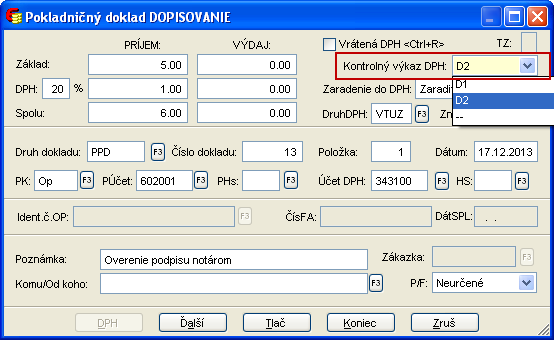 Pokladničný doklad DOPISOVANIE
PRÍJEM: VÝDAJ: Vrátená DPH <Ctrl+R> TZ:
Základ: 5.00 0.00 Kontrolný výkaz DPH: D2
DPH: 20 % 1.00 0.00 Zaradenie do DPH: Zaradi D1
D2
Spolu: 6.00 0.00 DruhDPH: VTUZ F3 Zn --
Druh dokladu: PPD F3 Číslo dokladu: 13 Položka: 1 Dátum: 17.12.2013
PK: Op F3 PÚčet: 602001 F3 PHs: F3 Účet DPH: 343100 F3 HS: F3
Ident.č.OP: F3 ČísFA: DátSPL: . .
Poznámka: Overenie podpisu notárom Zákazka: F3
Komu/Od koho: F3 P/F: Neurčené
DPH Ďalší Tlač Koniec Zruš